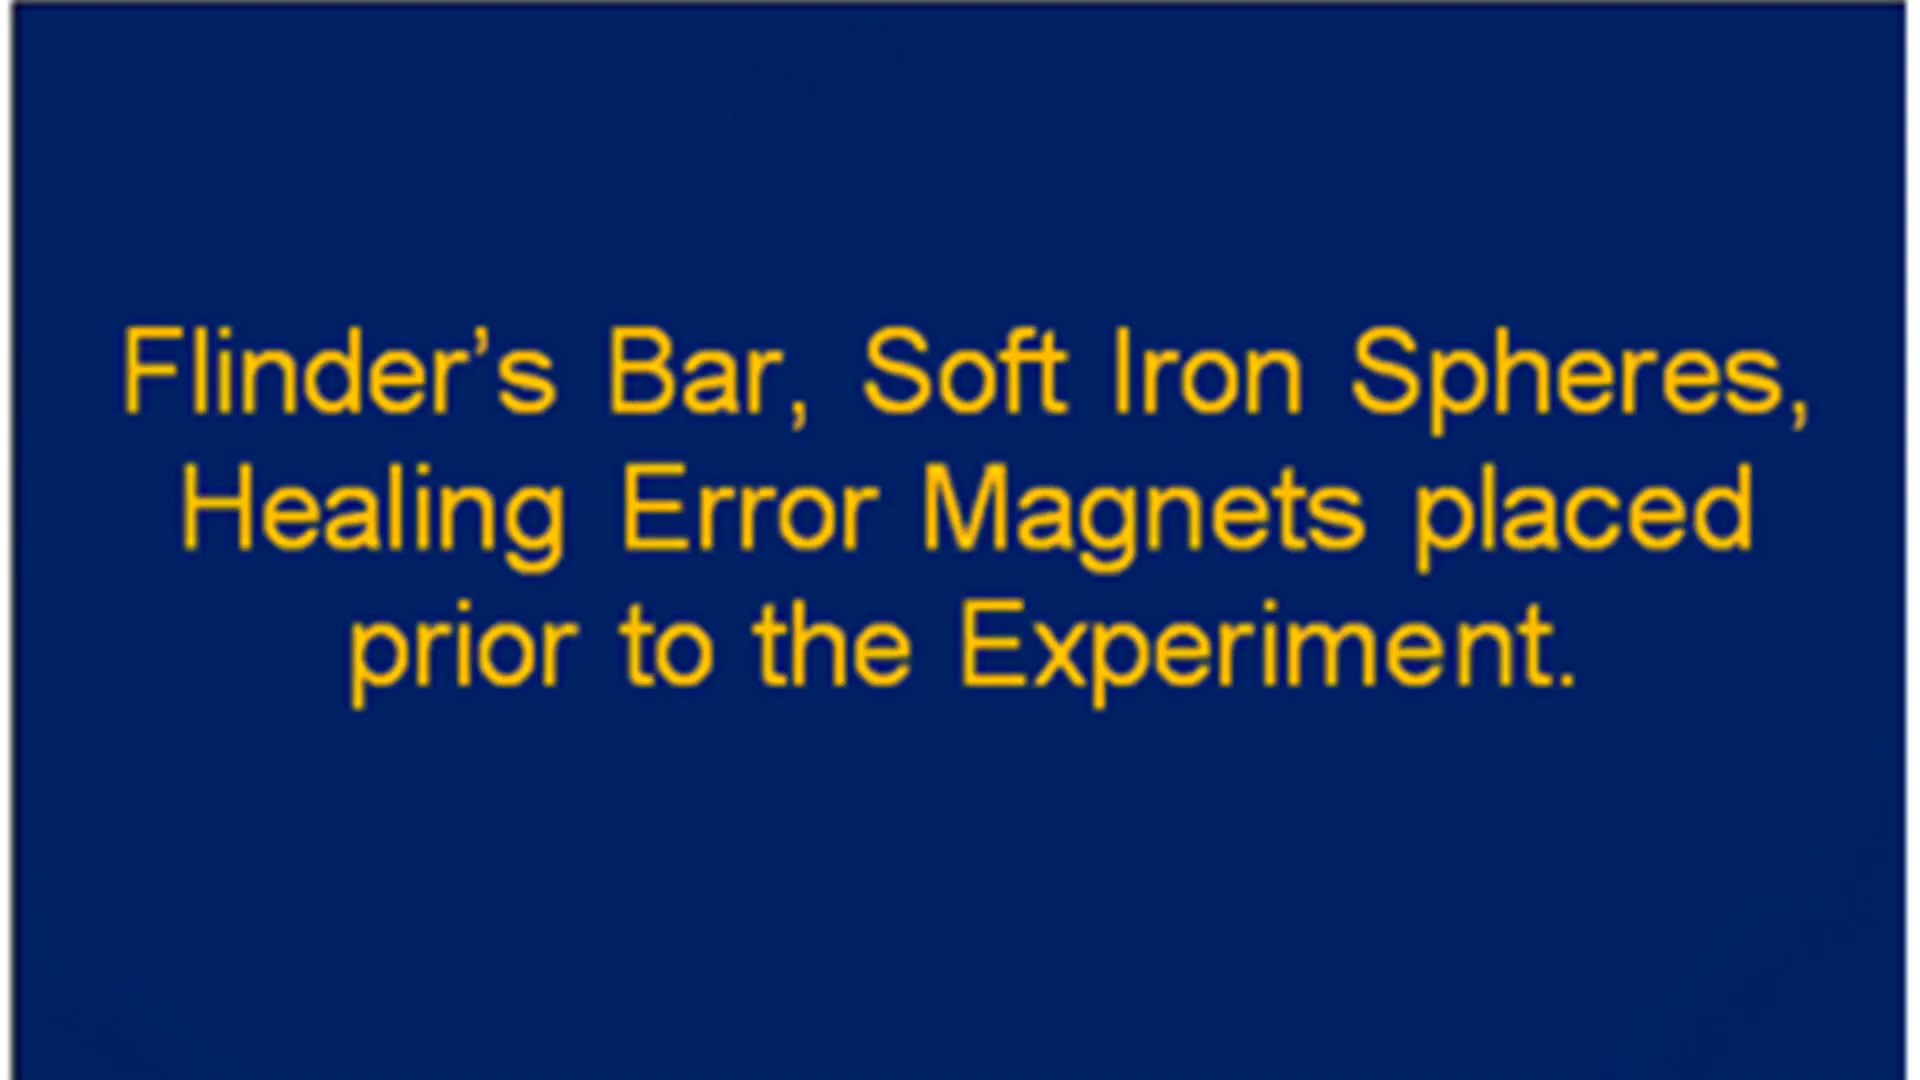 Flinder’s Bar, Soft Iron Spheres,
Healing Error Magnets placed
prior to the Experiment.